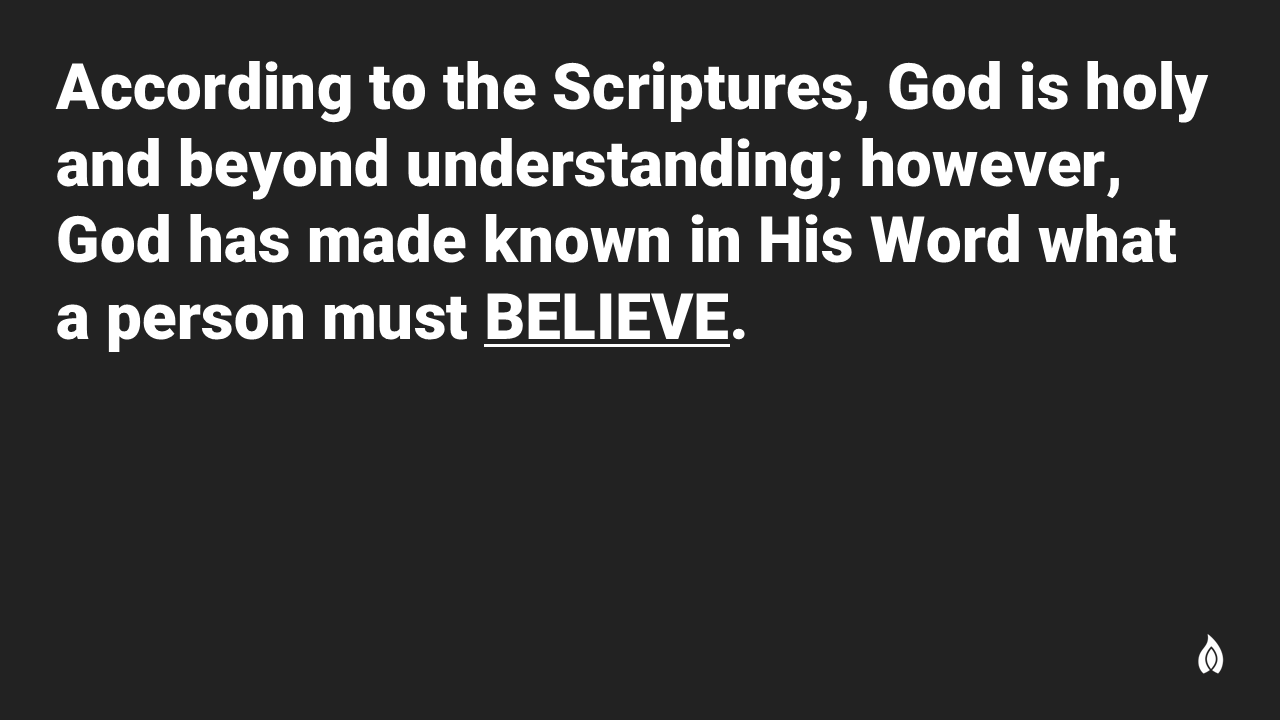 According to the Scriptures, God is holy
and beyond understanding; however,
God has made known in His Word what
a person must BELIEVE.